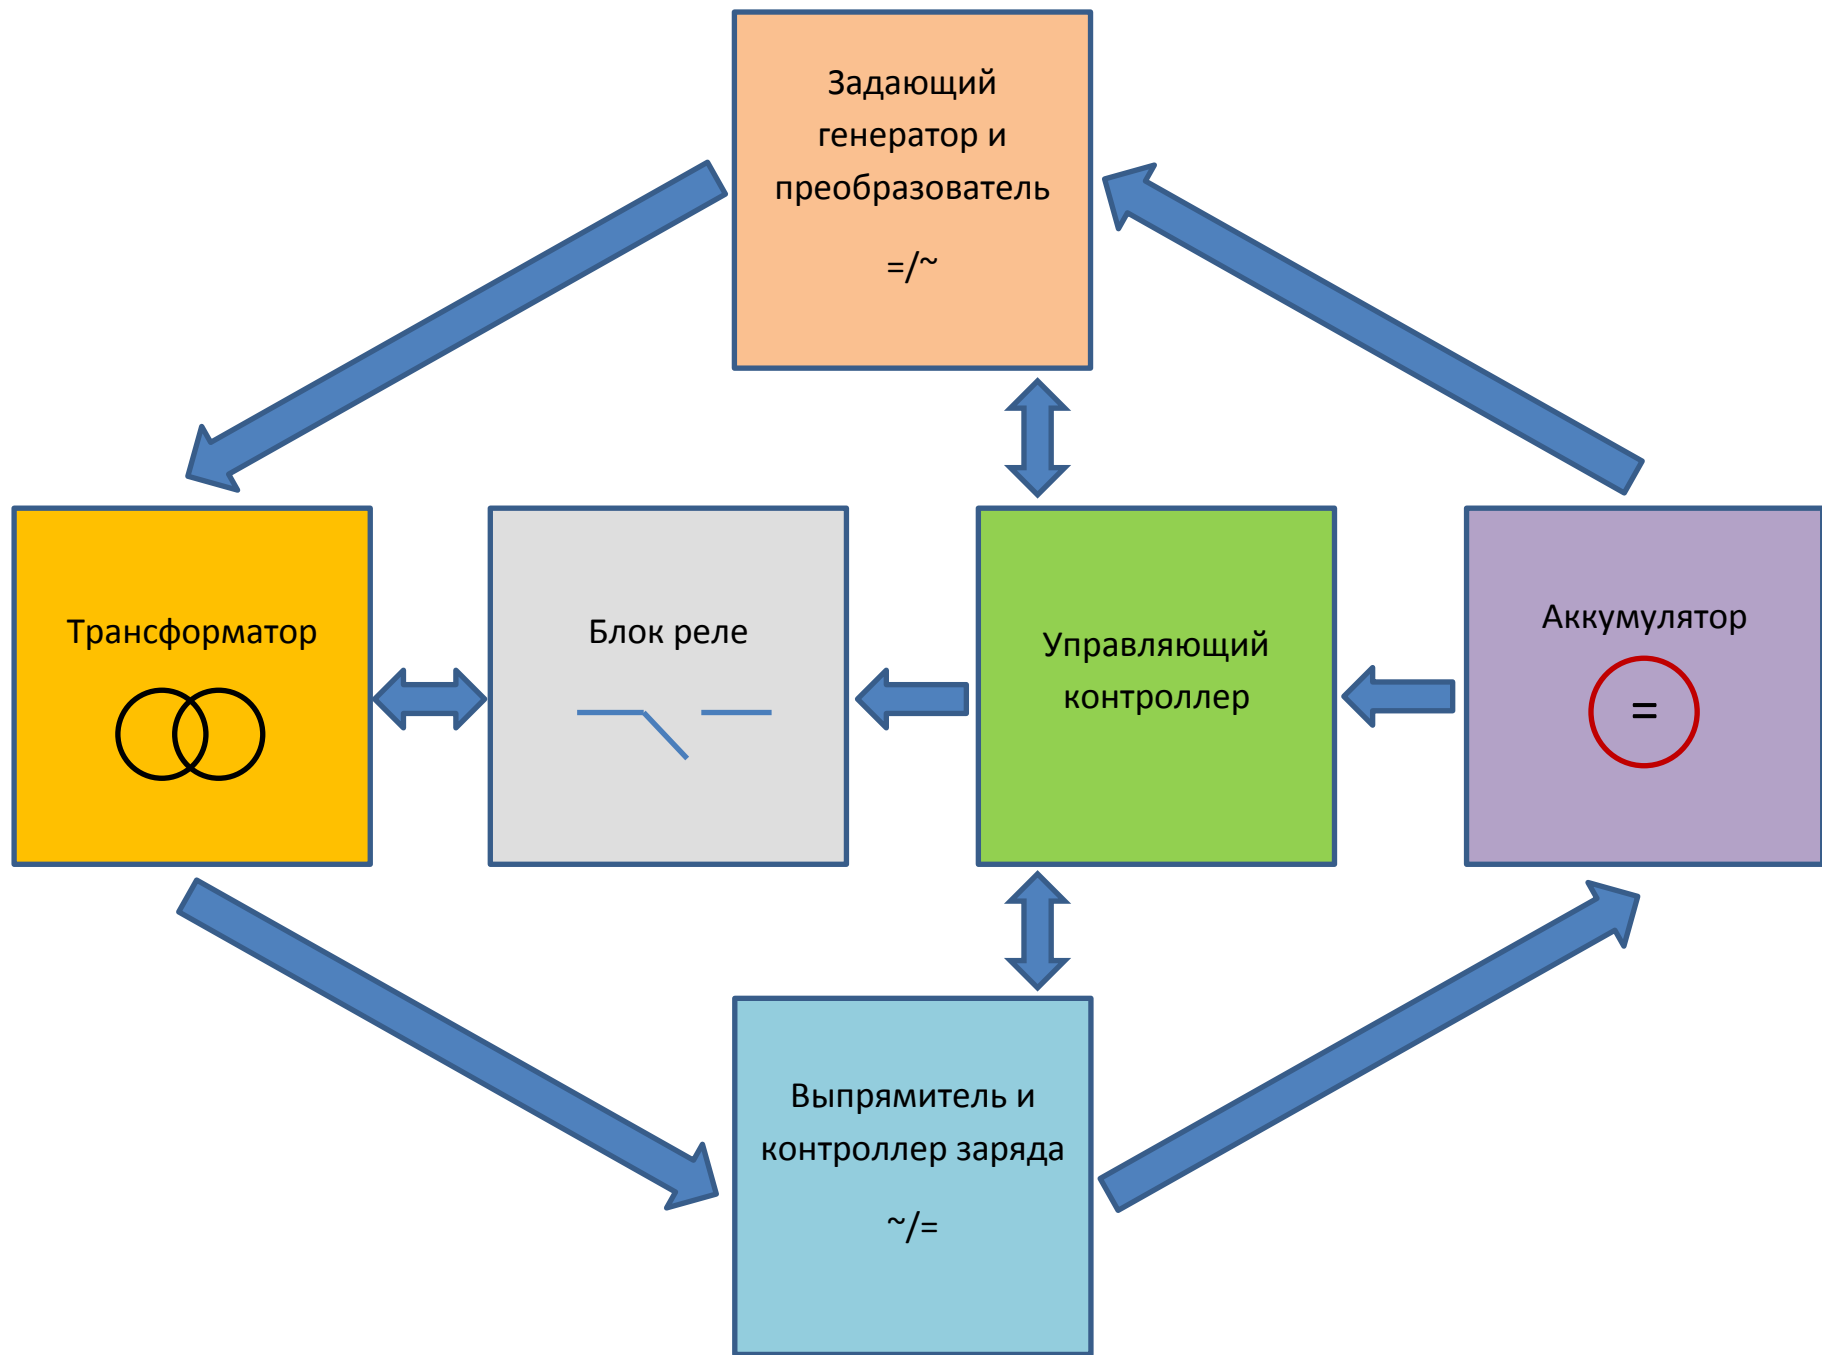 Задающий
генератор и
преобразователь
=/~
Трансформатор
Блок реле
Управляющий
контроллер
Аккумулятор
=
Выпрямитель и
контроллер заряда
~/=